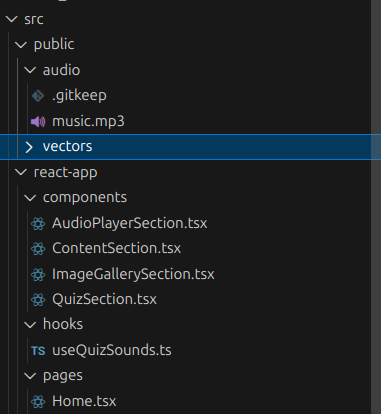 src
public
audio
.gitkeep
music.mp3
vectors
react-app
components
AudioPlayerSection.tsx
ContentSection.tsx
ImageGallerySection.tsx
QuizSection.tsx
hooks
TS useQuizSounds.ts
pages
Home.tsx